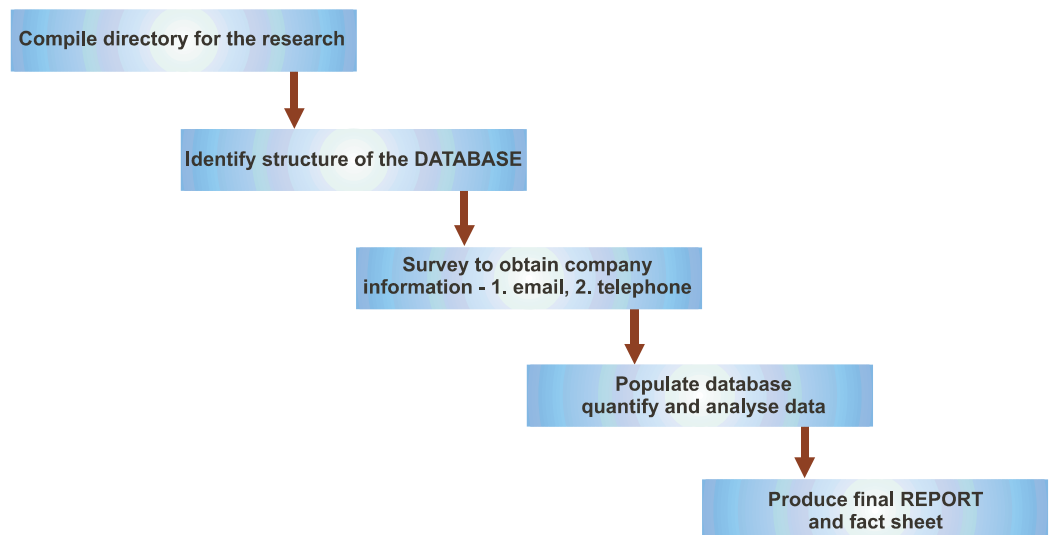 Compile directory for the research
Identify structure of the DATABASE
Survey to obtain company
information - 1. email, 2. telephone
Populate database
quantify and analyse data
Produce final REPORT
and fact sheet